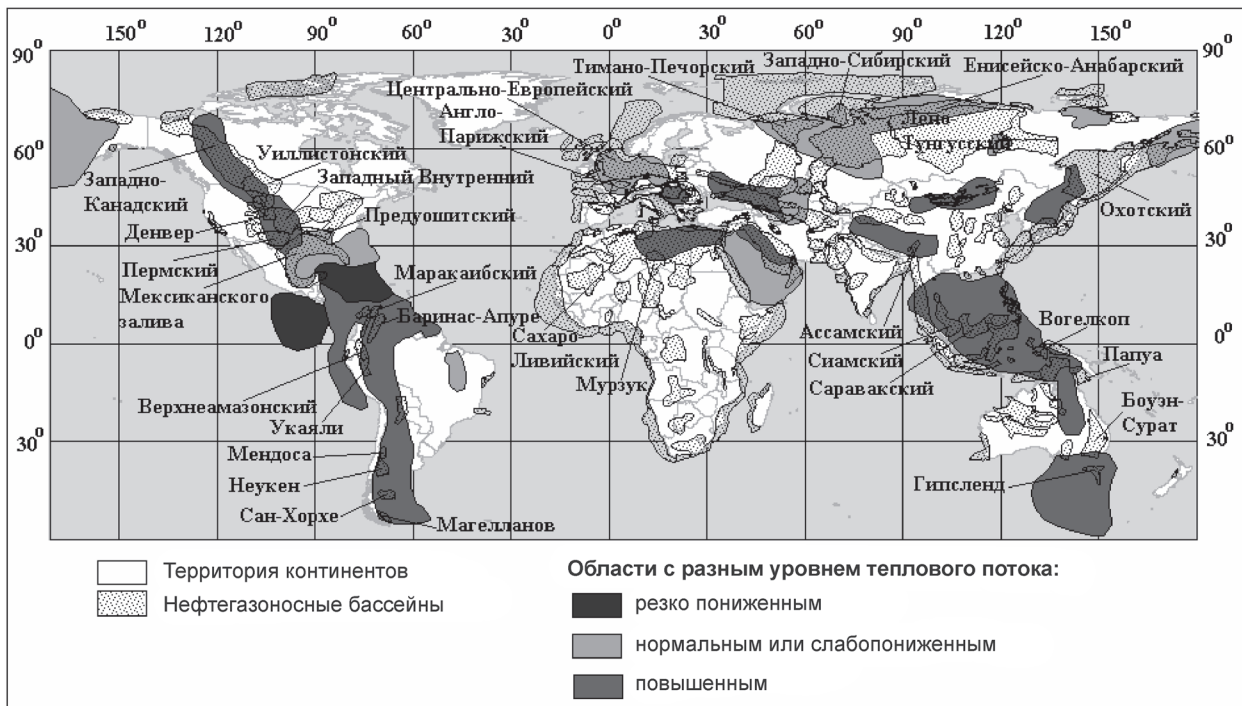 150⁰ 120⁰ 90⁰ 60⁰ 30⁰ 0⁰ 30⁰ 60⁰ 90⁰ 120⁰ 150⁰
90⁰ 90⁰
Тимано-Печорский
Западно-Сибирский
Енисейско-Анабарский
Центрально-Европейский
Англо-
Парижский
Лено-
Тунгусский
60⁰ 60⁰
Уиллистонский
Западно-
Канадский
Западный Внутренний
Предуошитский
Денвер
Охотский
30⁰ 30⁰
Пермский
Мексиканского
залива
Маракаибский
Баринас-Апуре
Сахаро-
Ливийский
Мурзук
Ассамский
Сиамский
Саравакский
Вогелкоп
Папуа
0⁰ 0⁰
Верхнеамазонский
Укаяли
Боуэн-
Сурат
30⁰ 30⁰
Мендоса
Неукен
Сан-Хорхе
Магелланов
Гипсленд
Территория континентов
Нефтегазоносные бассейны
Области с разным уровнем теплового потока:
резко пониженным
нормальным или слабопониженным
повышенным